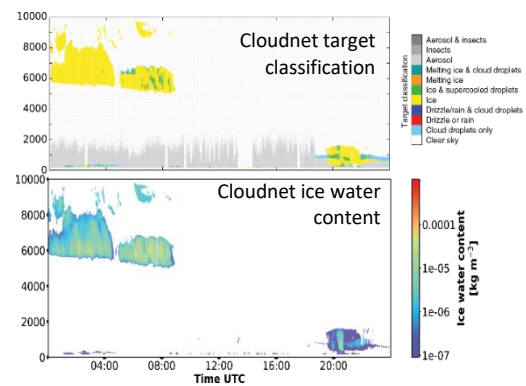 10000
8000
6000
4000
2000
0
Cloudnet target
classification
Target classification
Aerosol & insects
Insects
Aerosol
Melting ice & cloud droplets
Melting ice
Ice & supercooled droplets
Ice
Drizzle/rain & cloud droplets
Drizzle or rain
Cloud droplets only
Clear sky
10000
8000
6000
4000
2000
0
Cloudnet ice water
content
04:00
08:00
12:00
16:00
20:00
Time UTC
0.0001
1e-05
1e-06
1e-07
Ice water content
[kg m⁻³]